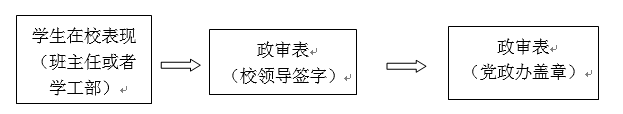 学生在校表现
（班主任或者
学工部）
政审表
（校领导签字）
政审表
（党政办盖章）